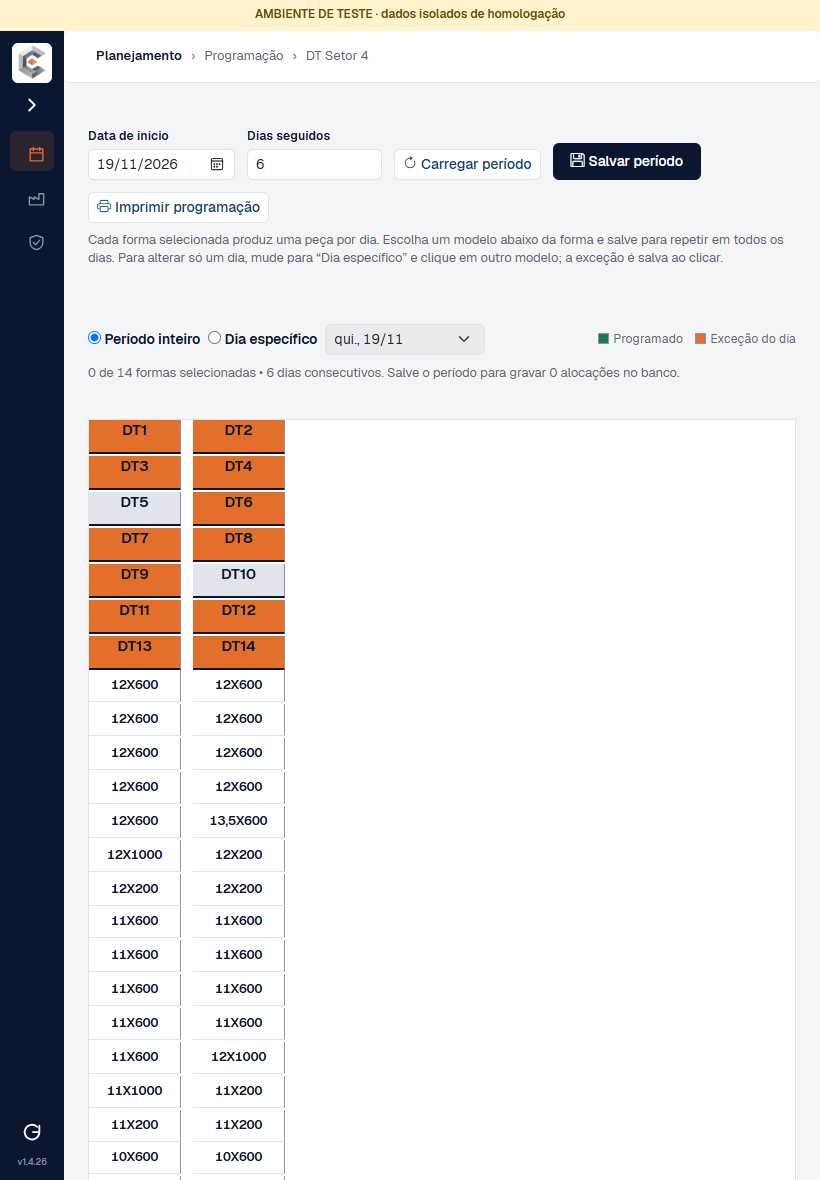 AMBIENTE DE TESTE · dados isolados de homologação
Planejamento › Programação › DT Setor 4
Data de início
Dias seguidos
19/11/2026
6
Carregar período
Salvar período
Imprimir programação
Cada forma selecionada produz uma peça por dia. Escolha um modelo abaixo da forma e salve para repetir em todos os
dias. Para alterar só um dia, mude para “Dia específico” e clique em outro modelo; a exceção é salva ao clicar.
Período inteiro
Dia específico
qui., 19/11
Programado
Exceção do dia
0 de 14 formas selecionadas • 6 dias consecutivos. Salve o período para gravar 0 alocações no banco.
DT1 DT2
DT3 DT4
DT5 DT6
DT7 DT8
DT9 DT10
DT11 DT12
DT13 DT14
12X600 12X600
12X600 12X600
12X600 12X600
12X600 12X600
12X600 13,5X600
12X1000 12X200
12X200 12X200
11X600 11X600
11X600 11X600
11X600 11X600
11X600 11X600
11X600 12X1000
11X1000 11X200
11X200 11X200
10X600 10X600
v1.4.26